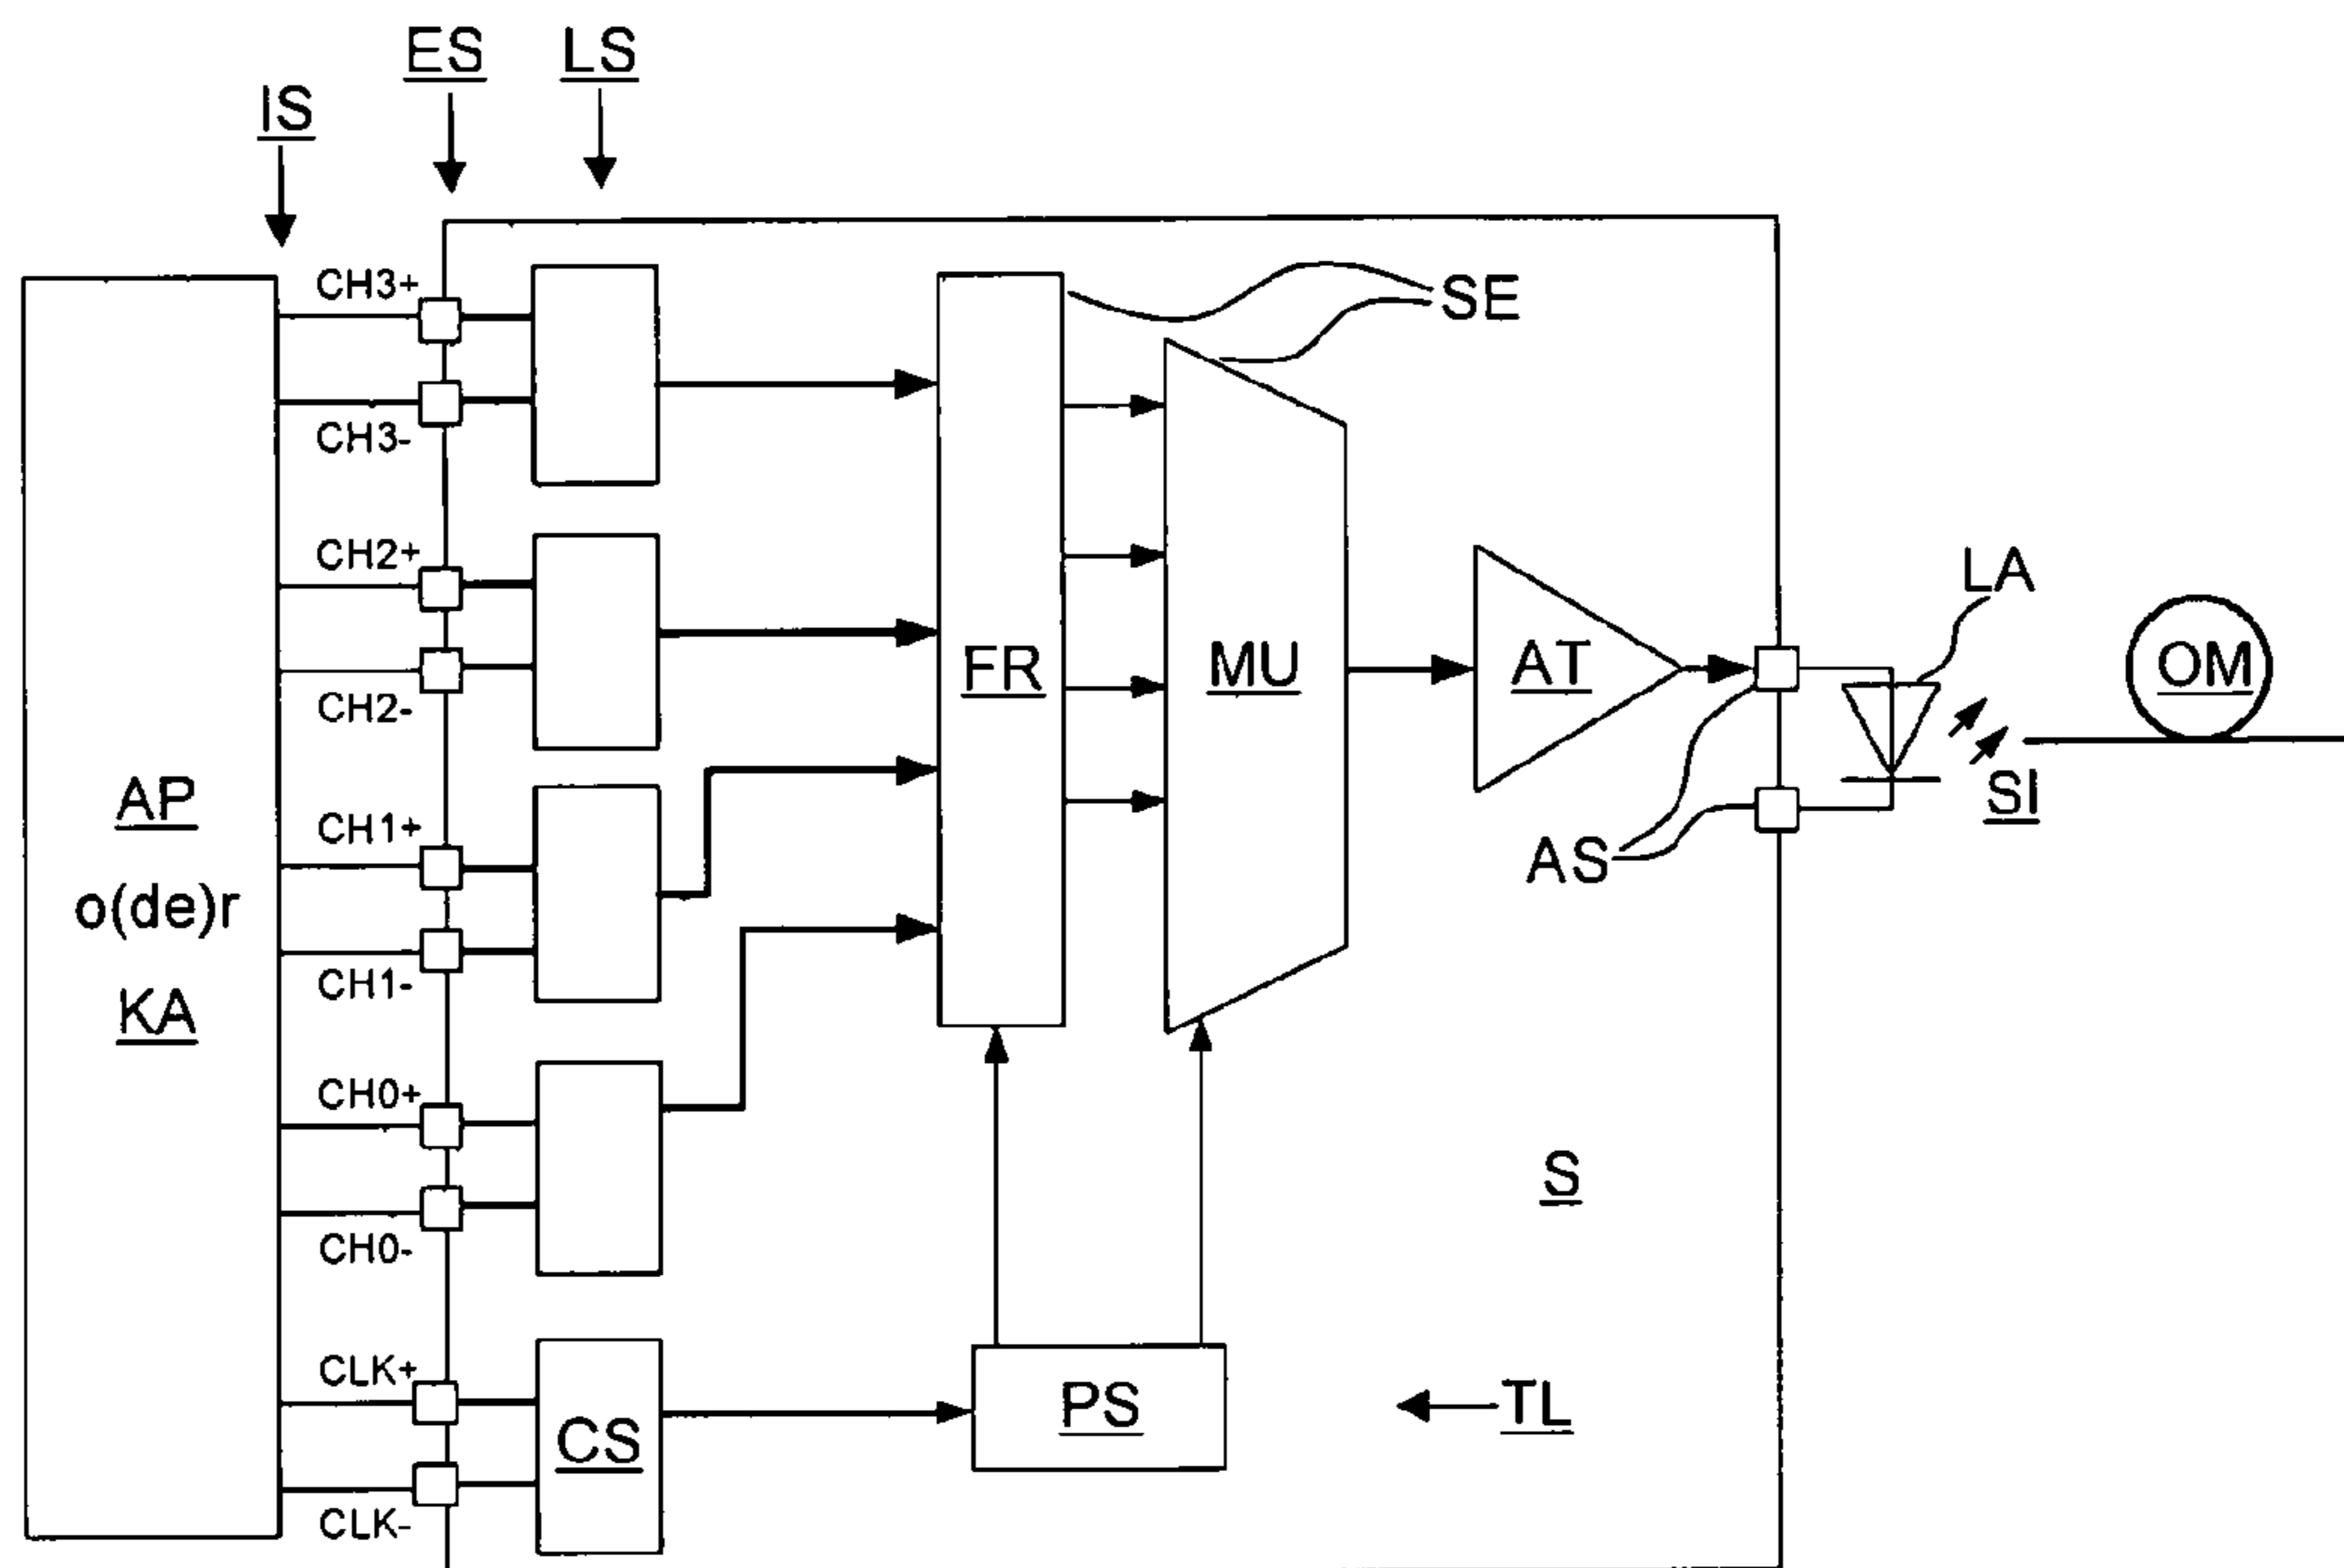 ES
LS
IS
CH3+
SE
CH3-
CH2+
LA
FR
MU
AT
OM
CH2-
AP
SI
CH1+
AS
o(de)r
CH1-
KA
CH0+
S
CH0-
CLK+
PS
TL
CS
CLK-